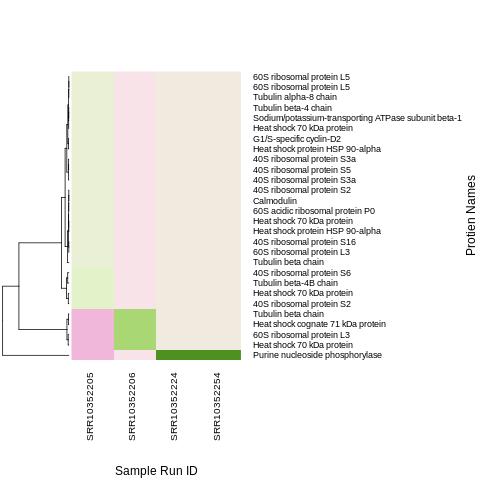 60S ribosomal protein L5
60S ribosomal protein L5
Tubulin alpha-8 chain
Tubulin beta-4 chain
Sodium/potassium-transporting ATPase subunit beta-1
Heat shock 70 kDa protein
G1/S-specific cyclin-D2
Heat shock protein HSP 90-alpha
40S ribosomal protein S3a
40S ribosomal protein S5
40S ribosomal protein S3a
40S ribosomal protein S2
Calmodulin
60S acidic ribosomal protein P0
Heat shock 70 kDa protein
Heat shock protein HSP 90-alpha
40S ribosomal protein S16
60S ribosomal protein L3
Tubulin beta chain
40S ribosomal protein S6
Tubulin beta-4B chain
Heat shock 70 kDa protein
40S ribosomal protein S2
Tubulin beta chain
Heat shock cognate 71 kDa protein
60S ribosomal protein L3
Heat shock 70 kDa protein
Purine nucleoside phosphorylase
Protien Names
SRR10352205
SRR10352206
SRR10352224
SRR10352254
Sample Run ID